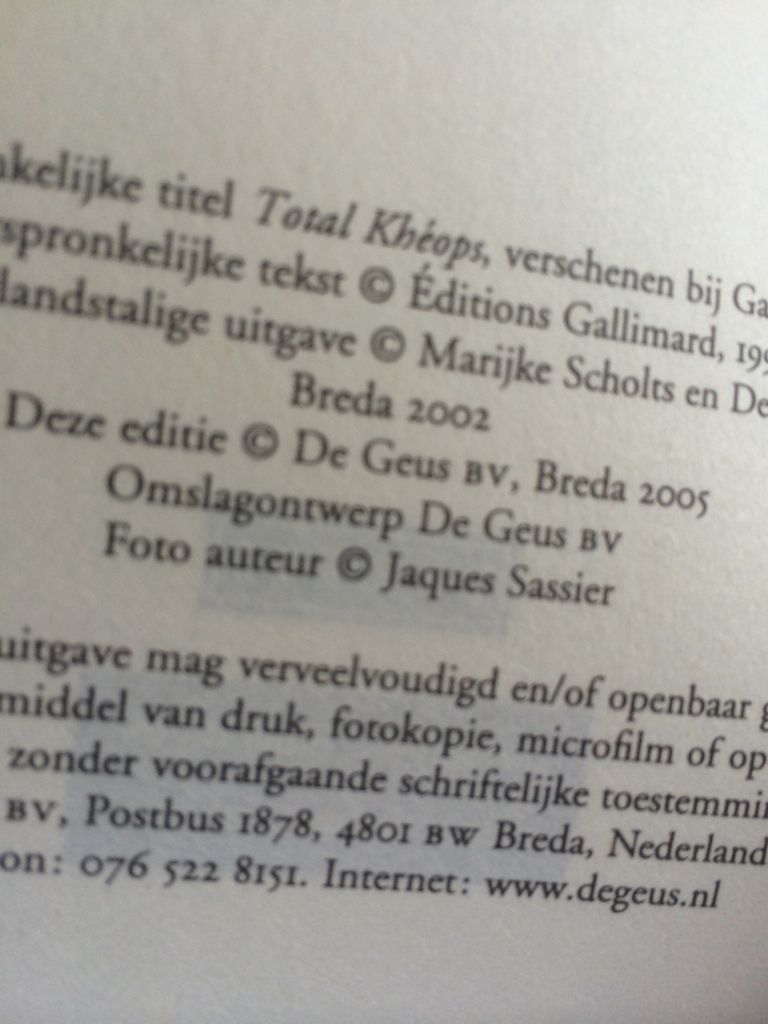 nkelijke titel Total Khéops, verschenen bij Ga
spronkelijke tekst © Éditions Gallimard, 199
landstalige uitgave © Marijke Scholts en De
Breda 2002
Deze editie © De Geus BV, Breda 2005
Omslagontwerp De Geus BV
Foto auteur © Jaques Sassier
uitgave mag verveelvoudigd en/of openbaar g
middel van druk, fotokopie, microfilm of op
zonder voorafgaande schriftelijke toestemmin
BV, Postbus 1878, 4801 BW Breda, Nederland
on: 076 522 8151. Internet: www.degeus.nl